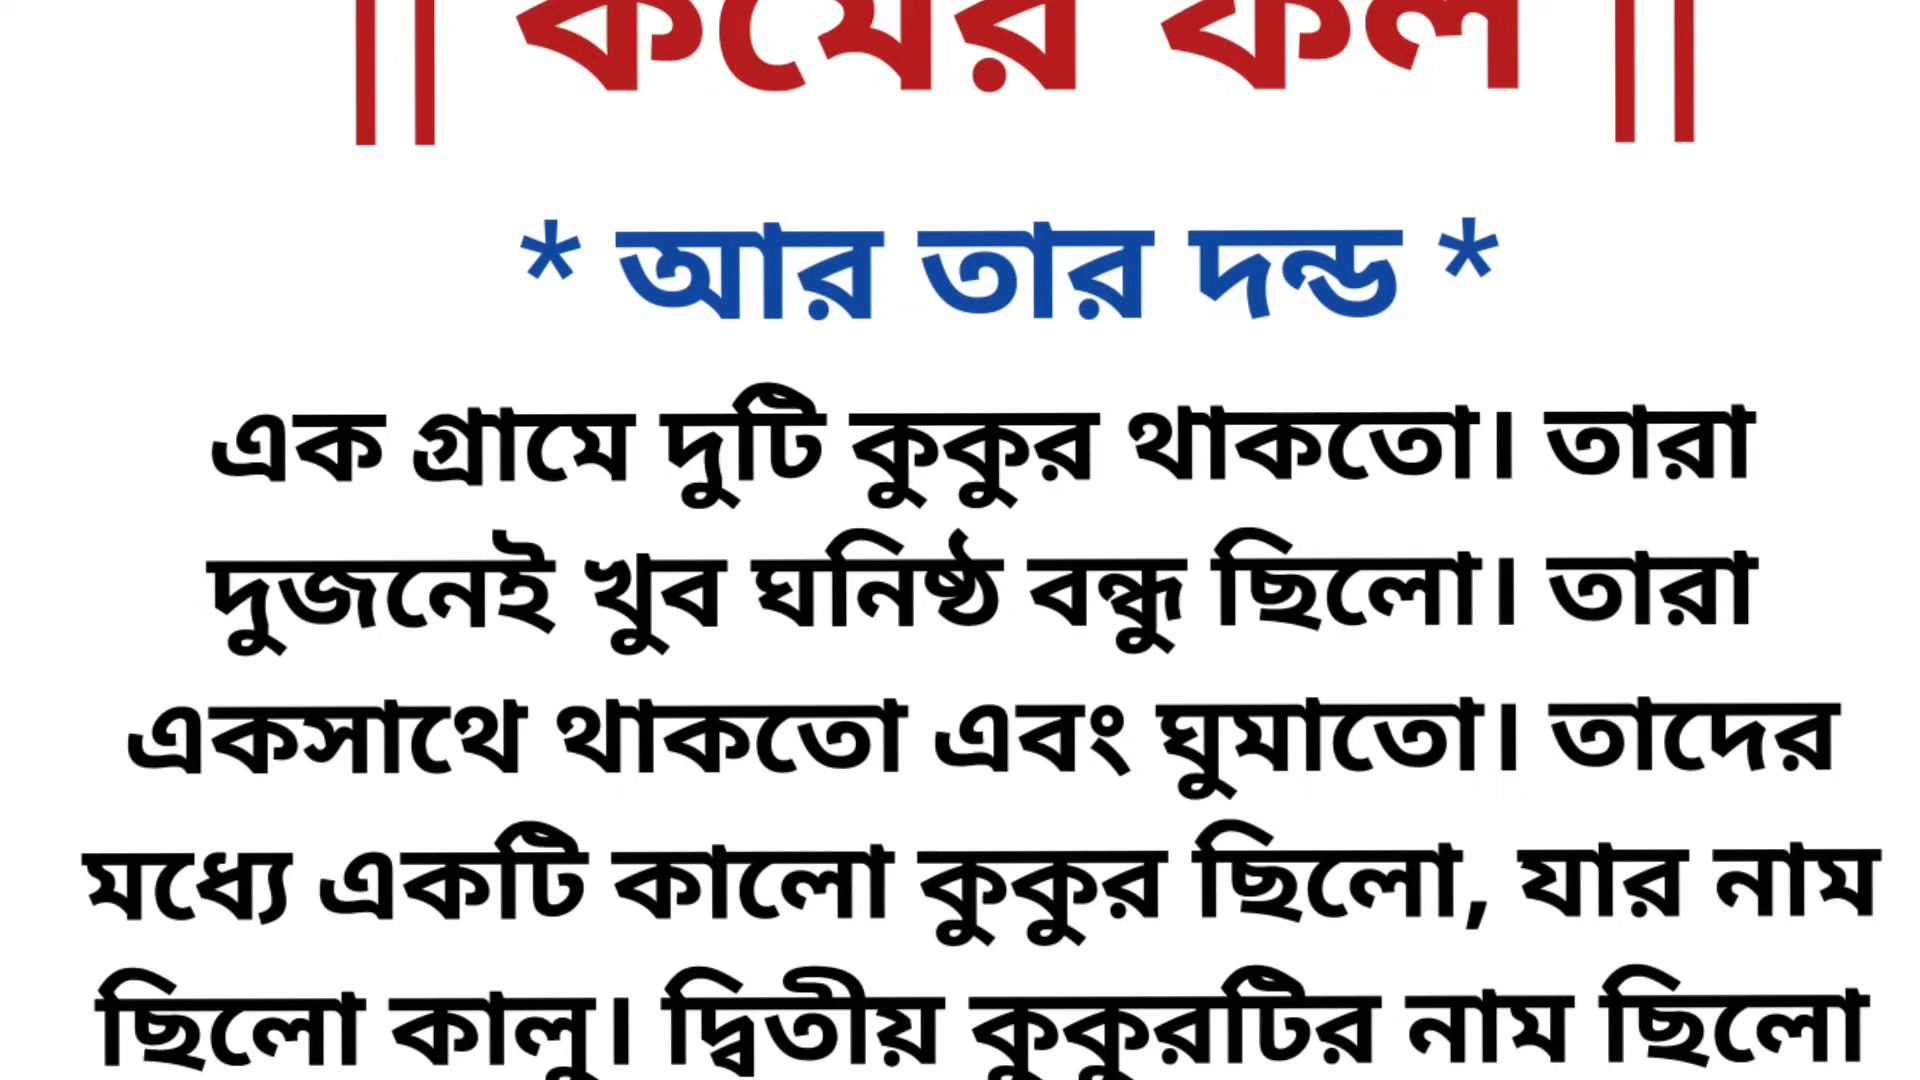 || কর্মের ফল ||
* আর তার দন্ড *
এক গ্রামে দুটি কুকুর থাকতো। তারা
দুজনেই খুব ঘনিষ্ঠ বন্ধু ছিলো। তারা
একসাথে থাকতো এবং ঘুমাতো। তাদের
মধ্যে একটি কালো কুকুর ছিলো, যার নাম
ছিলো কালু। দ্বিতীয় কুকুরটির নাম ছিলো